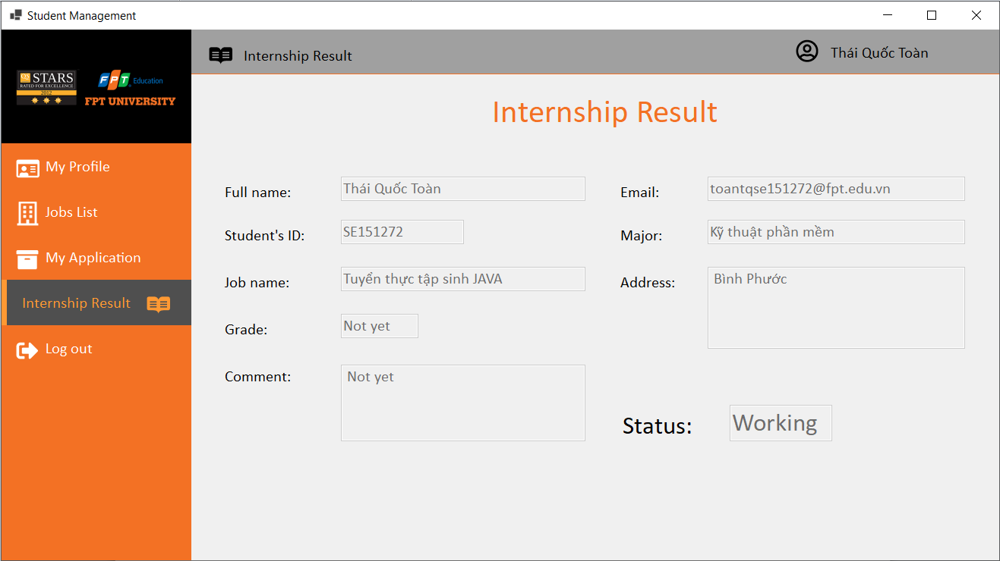 Student Management
QS STARS
RATED FOR EXCELLENCE
2012
FPT Education
FPT UNIVERSITY
Internship Result
Thái Quốc Toàn
My Profile
Jobs List
My Application
Internship Result
Log out
Internship Result
Full name: Thái Quốc Toàn
Email: toantqse151272@fpt.edu.vn
Student's ID: SE151272
Major: Kỹ thuật phần mềm
Job name: Tuyển thực tập sinh JAVA
Address: Bình Phước
Grade: Not yet
Comment: Not yet
Status: Working